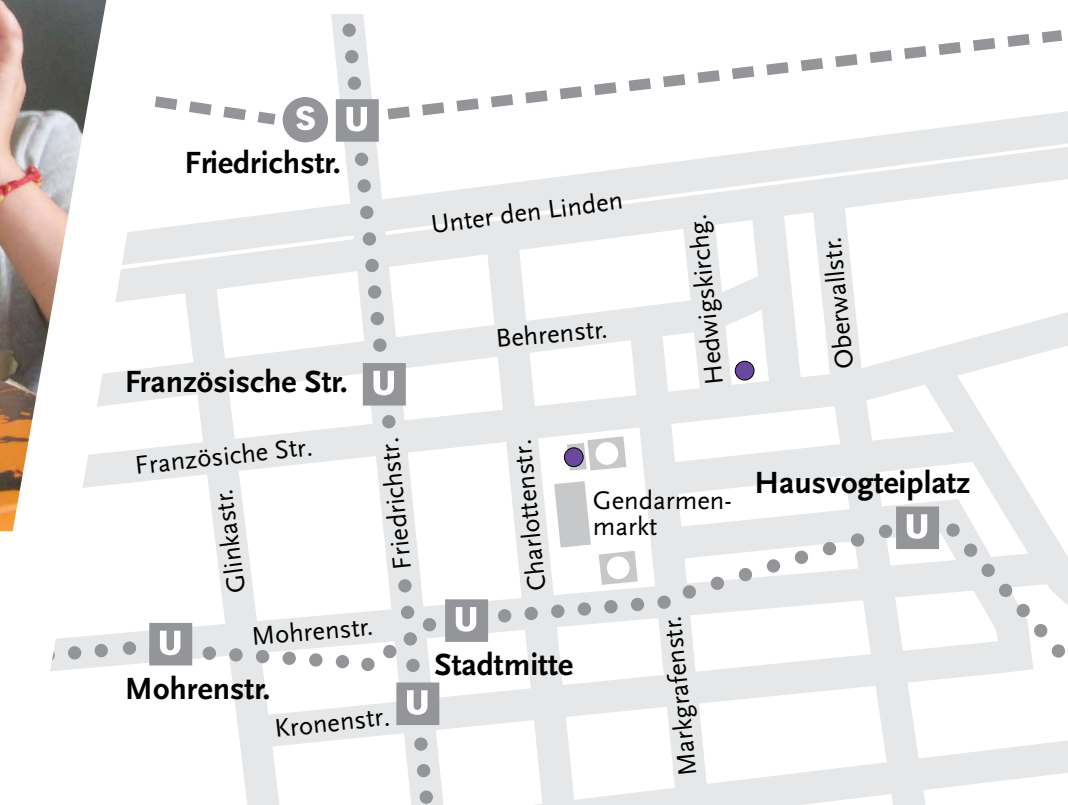 S
U
Friedrichstr.
Unter den Linden
Hedwigskirchg.
Oberwallstr.
Behrenstr.
Französische Str.
U
Französiche Str.
Friedrichstr.
Charlottenstr.
Gendarmen-
markt
Hausvogteiplatz
U
Glinkastr.
Mohrenstr.
U
U
Mohrenstr.
Stadtmitte
Markgrafenstr.
Kronenstr.
U